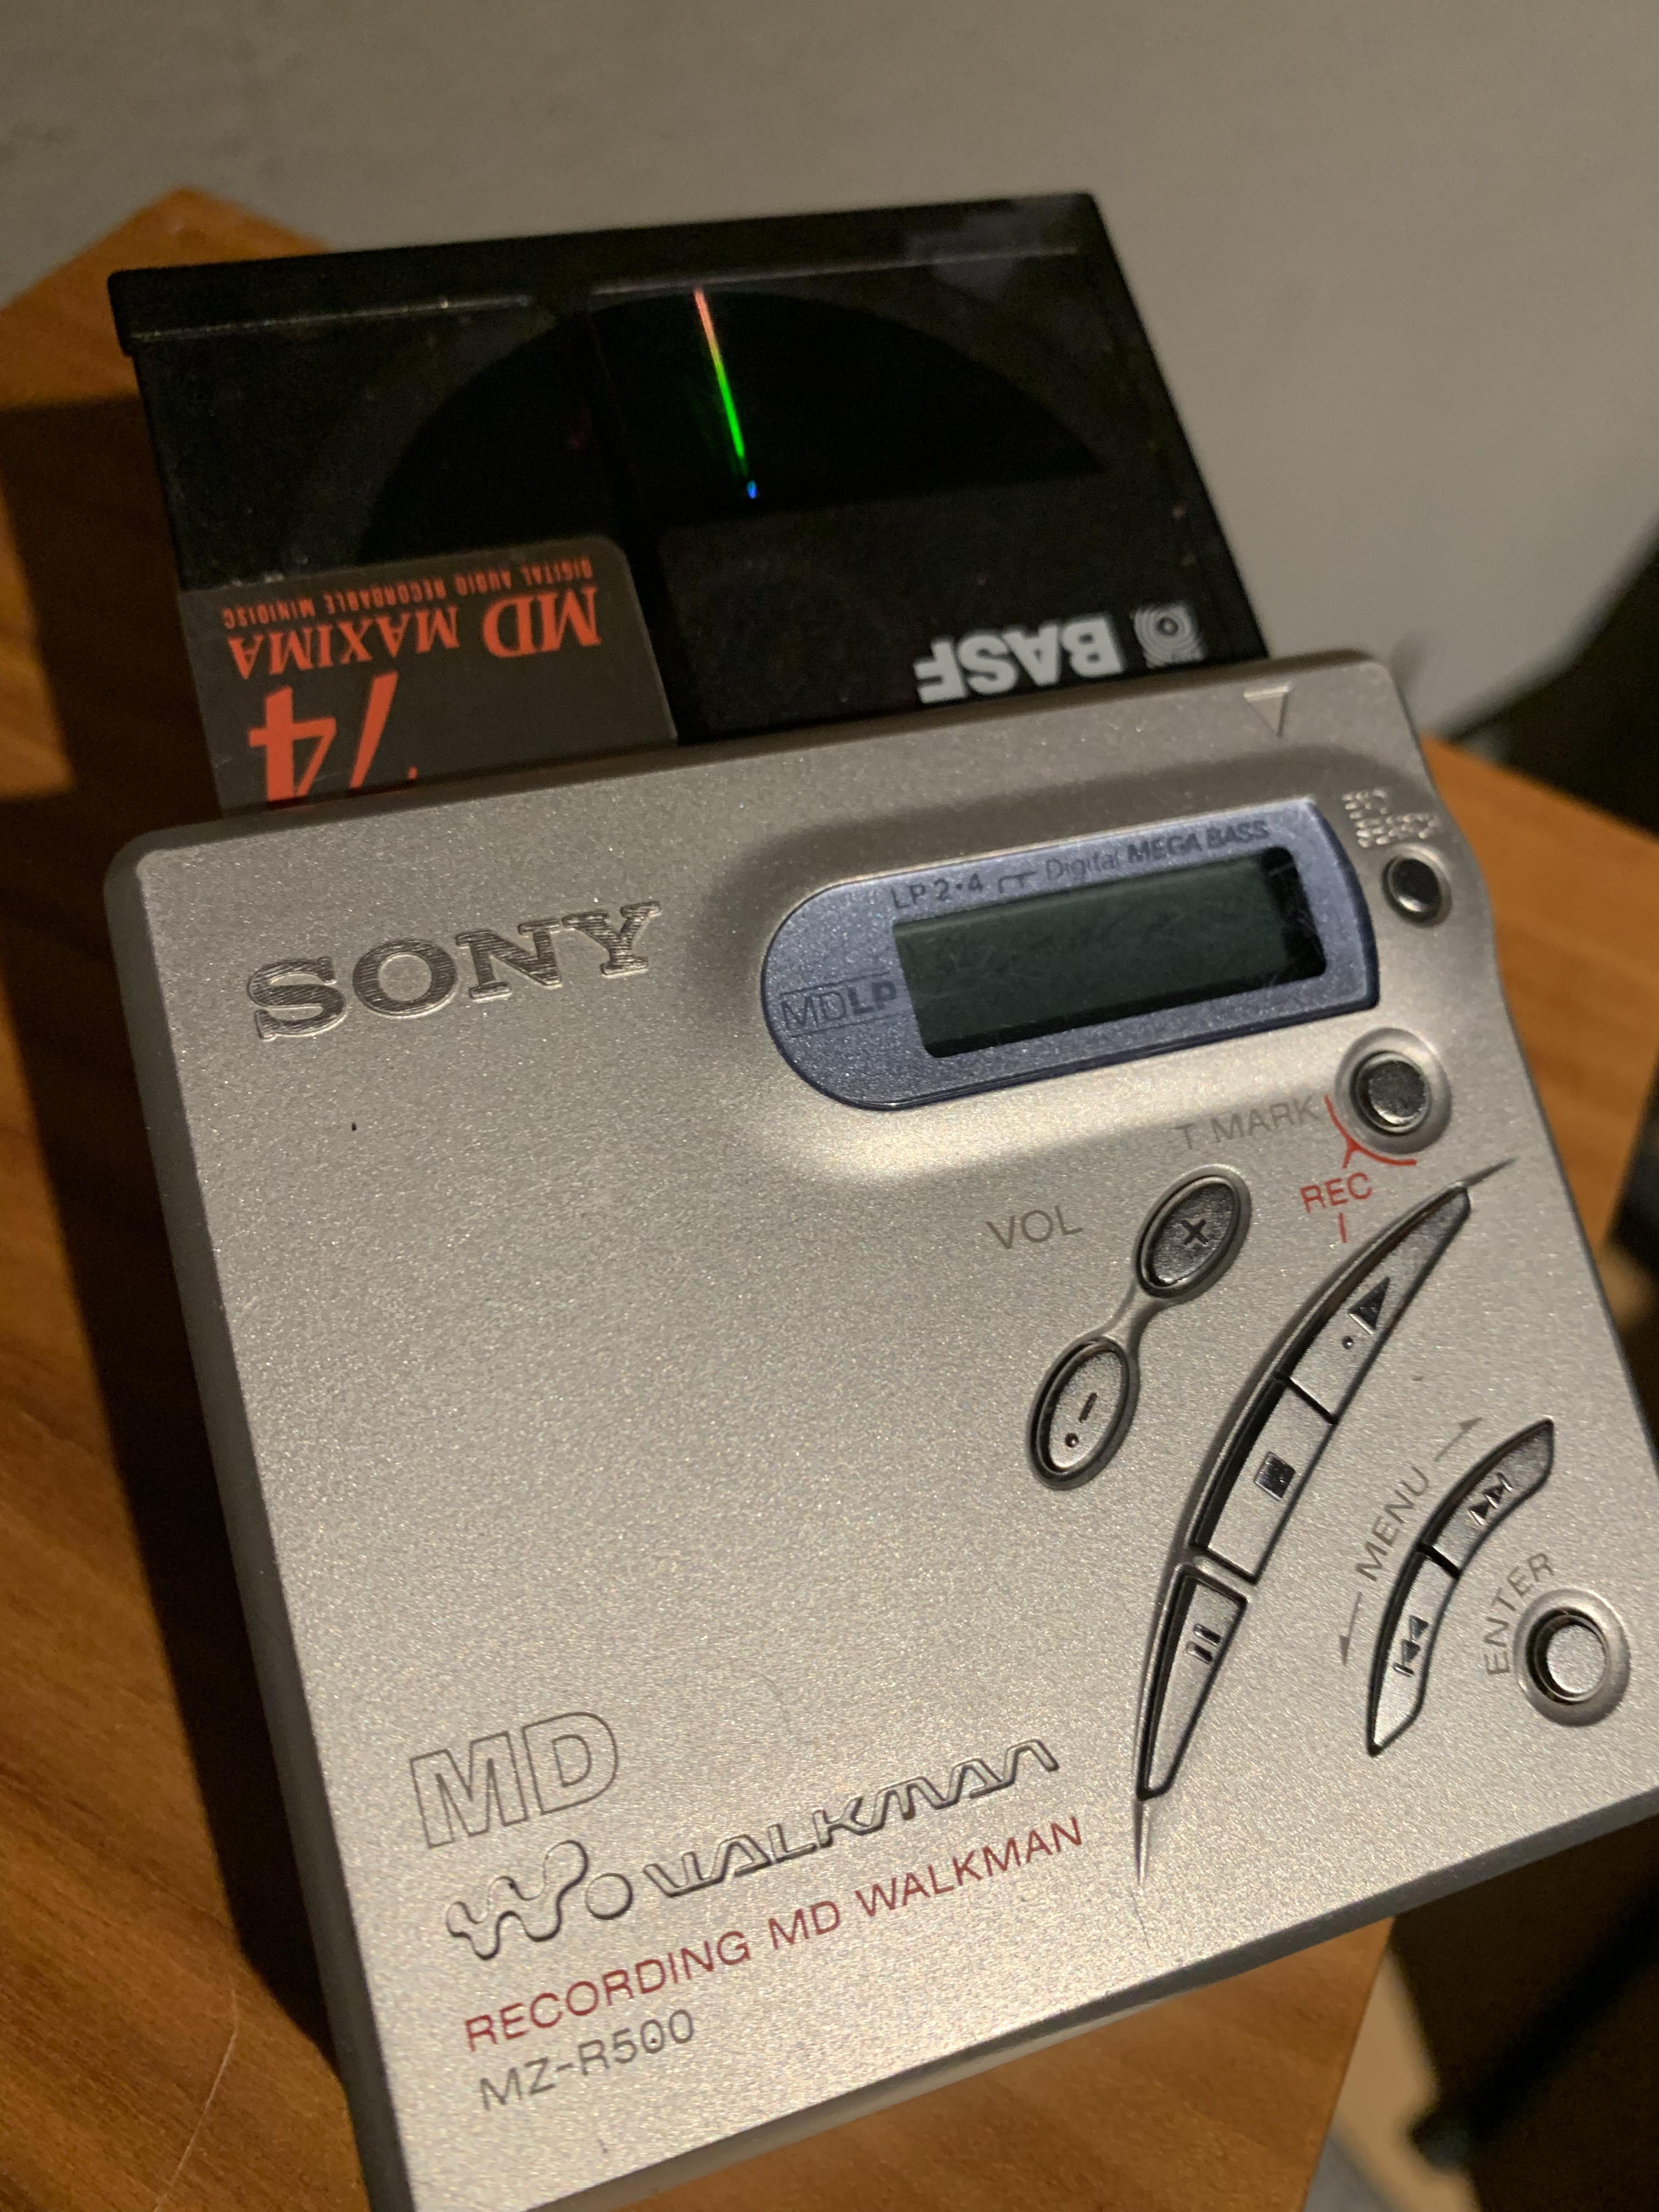 BASF
DIGITAL AUDIO RECORDABLE MINIDISC
MD MAXIMA
74
SONY
LP 2•4 Digital MEGA BASS
MDLP
T MARK
REC
VOL
+
-
MENU
ENTER
MD
WALKMAN
RECORDING MD WALKMAN
MZ-R500